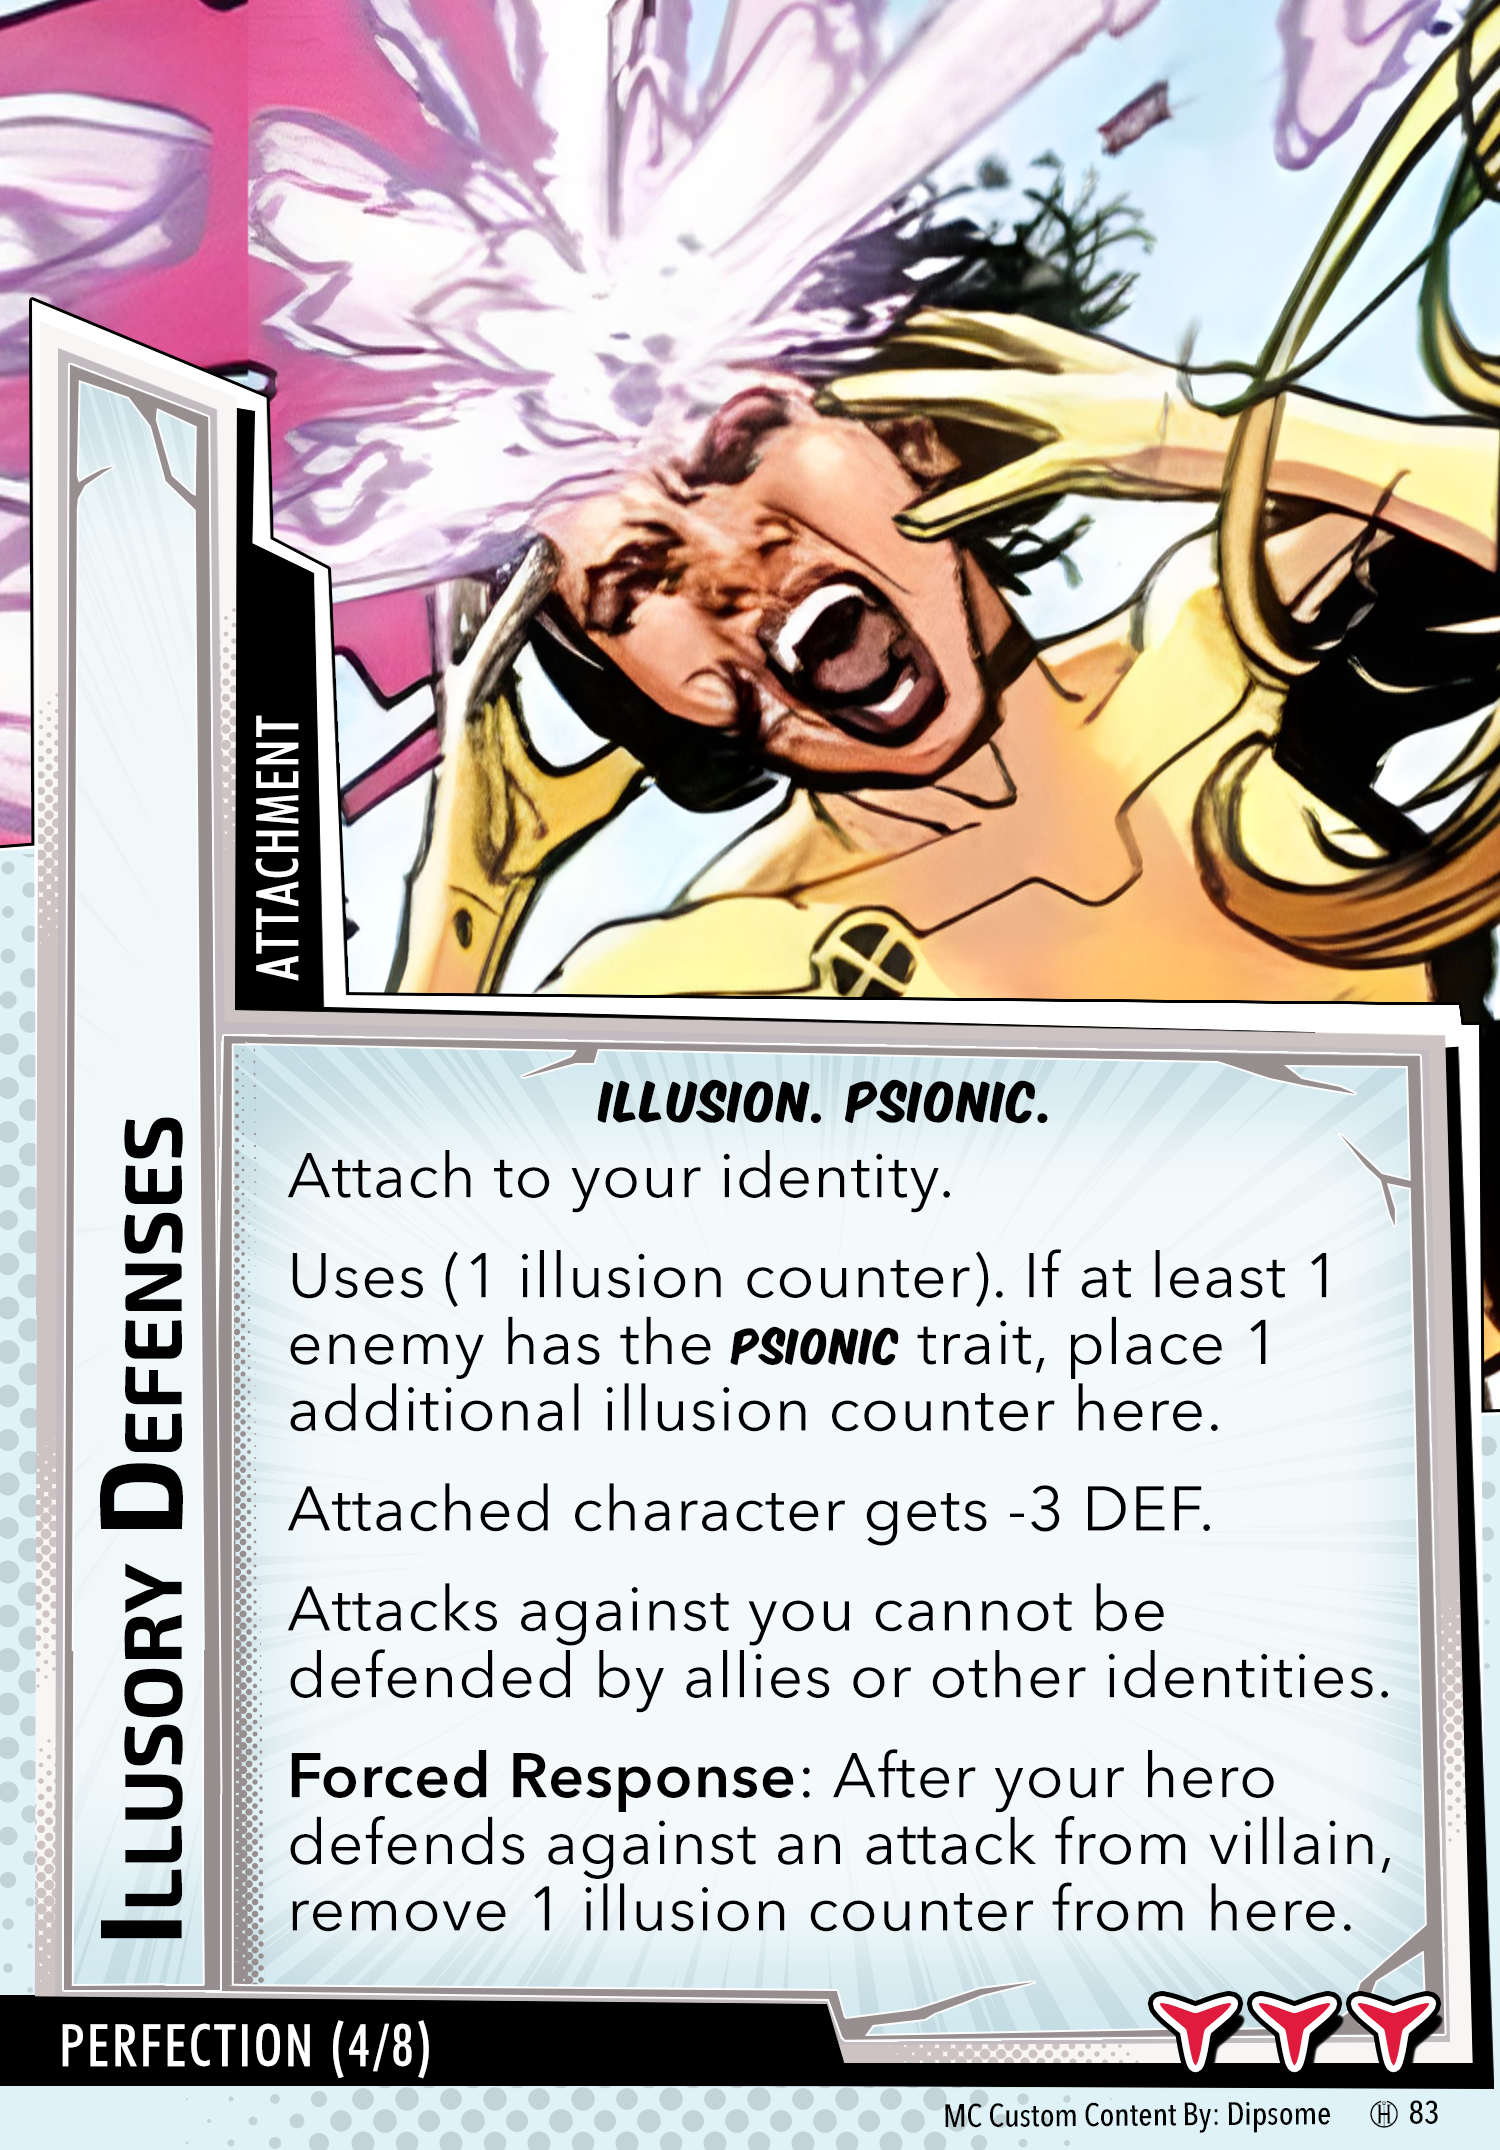 ATTACHMENT
ILLUSORY DEFENSES
ILLUSION. PSIONIC.
Attach to your identity.
Uses (1 illusion counter). If at least 1
enemy has the PSIONIC trait, place 1
additional illusion counter here.
Attached character gets -3 DEF.
Attacks against you cannot be
defended by allies or other identities.
Forced Response: After your hero
defends against an attack from villain,
remove 1 illusion counter from here.
PERFECTION (4/8)
MC Custom Content By: Dipsome H 83